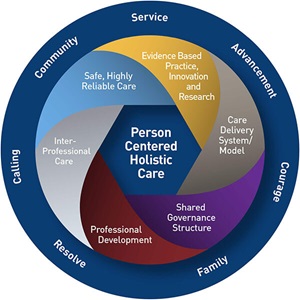 Service
Advancement
Courage
Family
Resolve
Calling
Community
Evidence Based
Practice,
Innovation
and
Research
Care
Delivery
System/
Model
Shared
Governance
Structure
Professional
Development
Inter-
Professional
Care
Safe, Highly
Reliable Care
Person
Centered
Holistic
Care